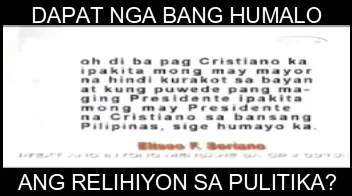 DAPAT NGA BANG HUMALO
oh di ba pag Cristiano ka
ipakita mong may mayor
na hindi kurakot sa bayan
at kung puwede pang ma-
ging Presidente ipakita
mong may Presidente
na Cristiano sa bansang
Pilipinas, sige humayo ka.
Eliseo F. Soriano
ANG RELIHIYON SA PULITIKA?